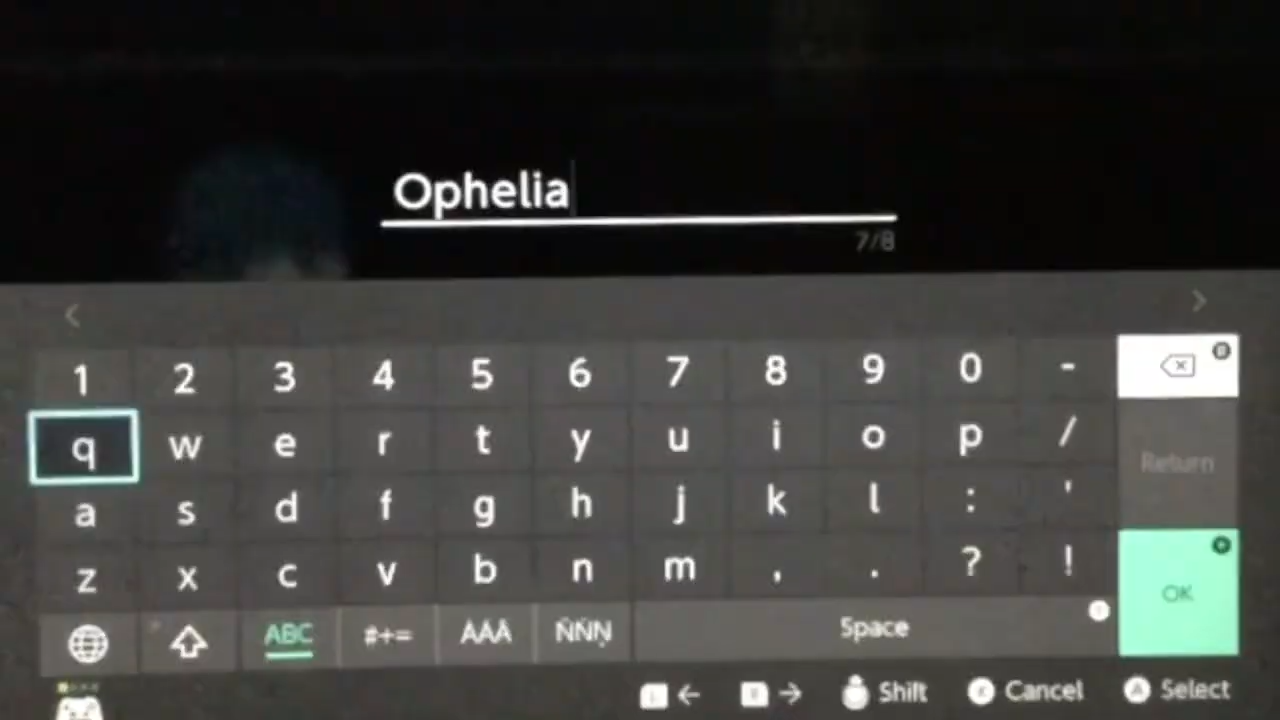 Ophelia
7/8
1 2 3 4 5 6 7 8 9 0 -
q w e r t y u i o p /
Return
a s d f g h j k l : '
z x c v b n m , . ? !
OK
ABC #+= ÀÁÂ ŃÑṆ Space
L ← R → Shift X Cancel A Select